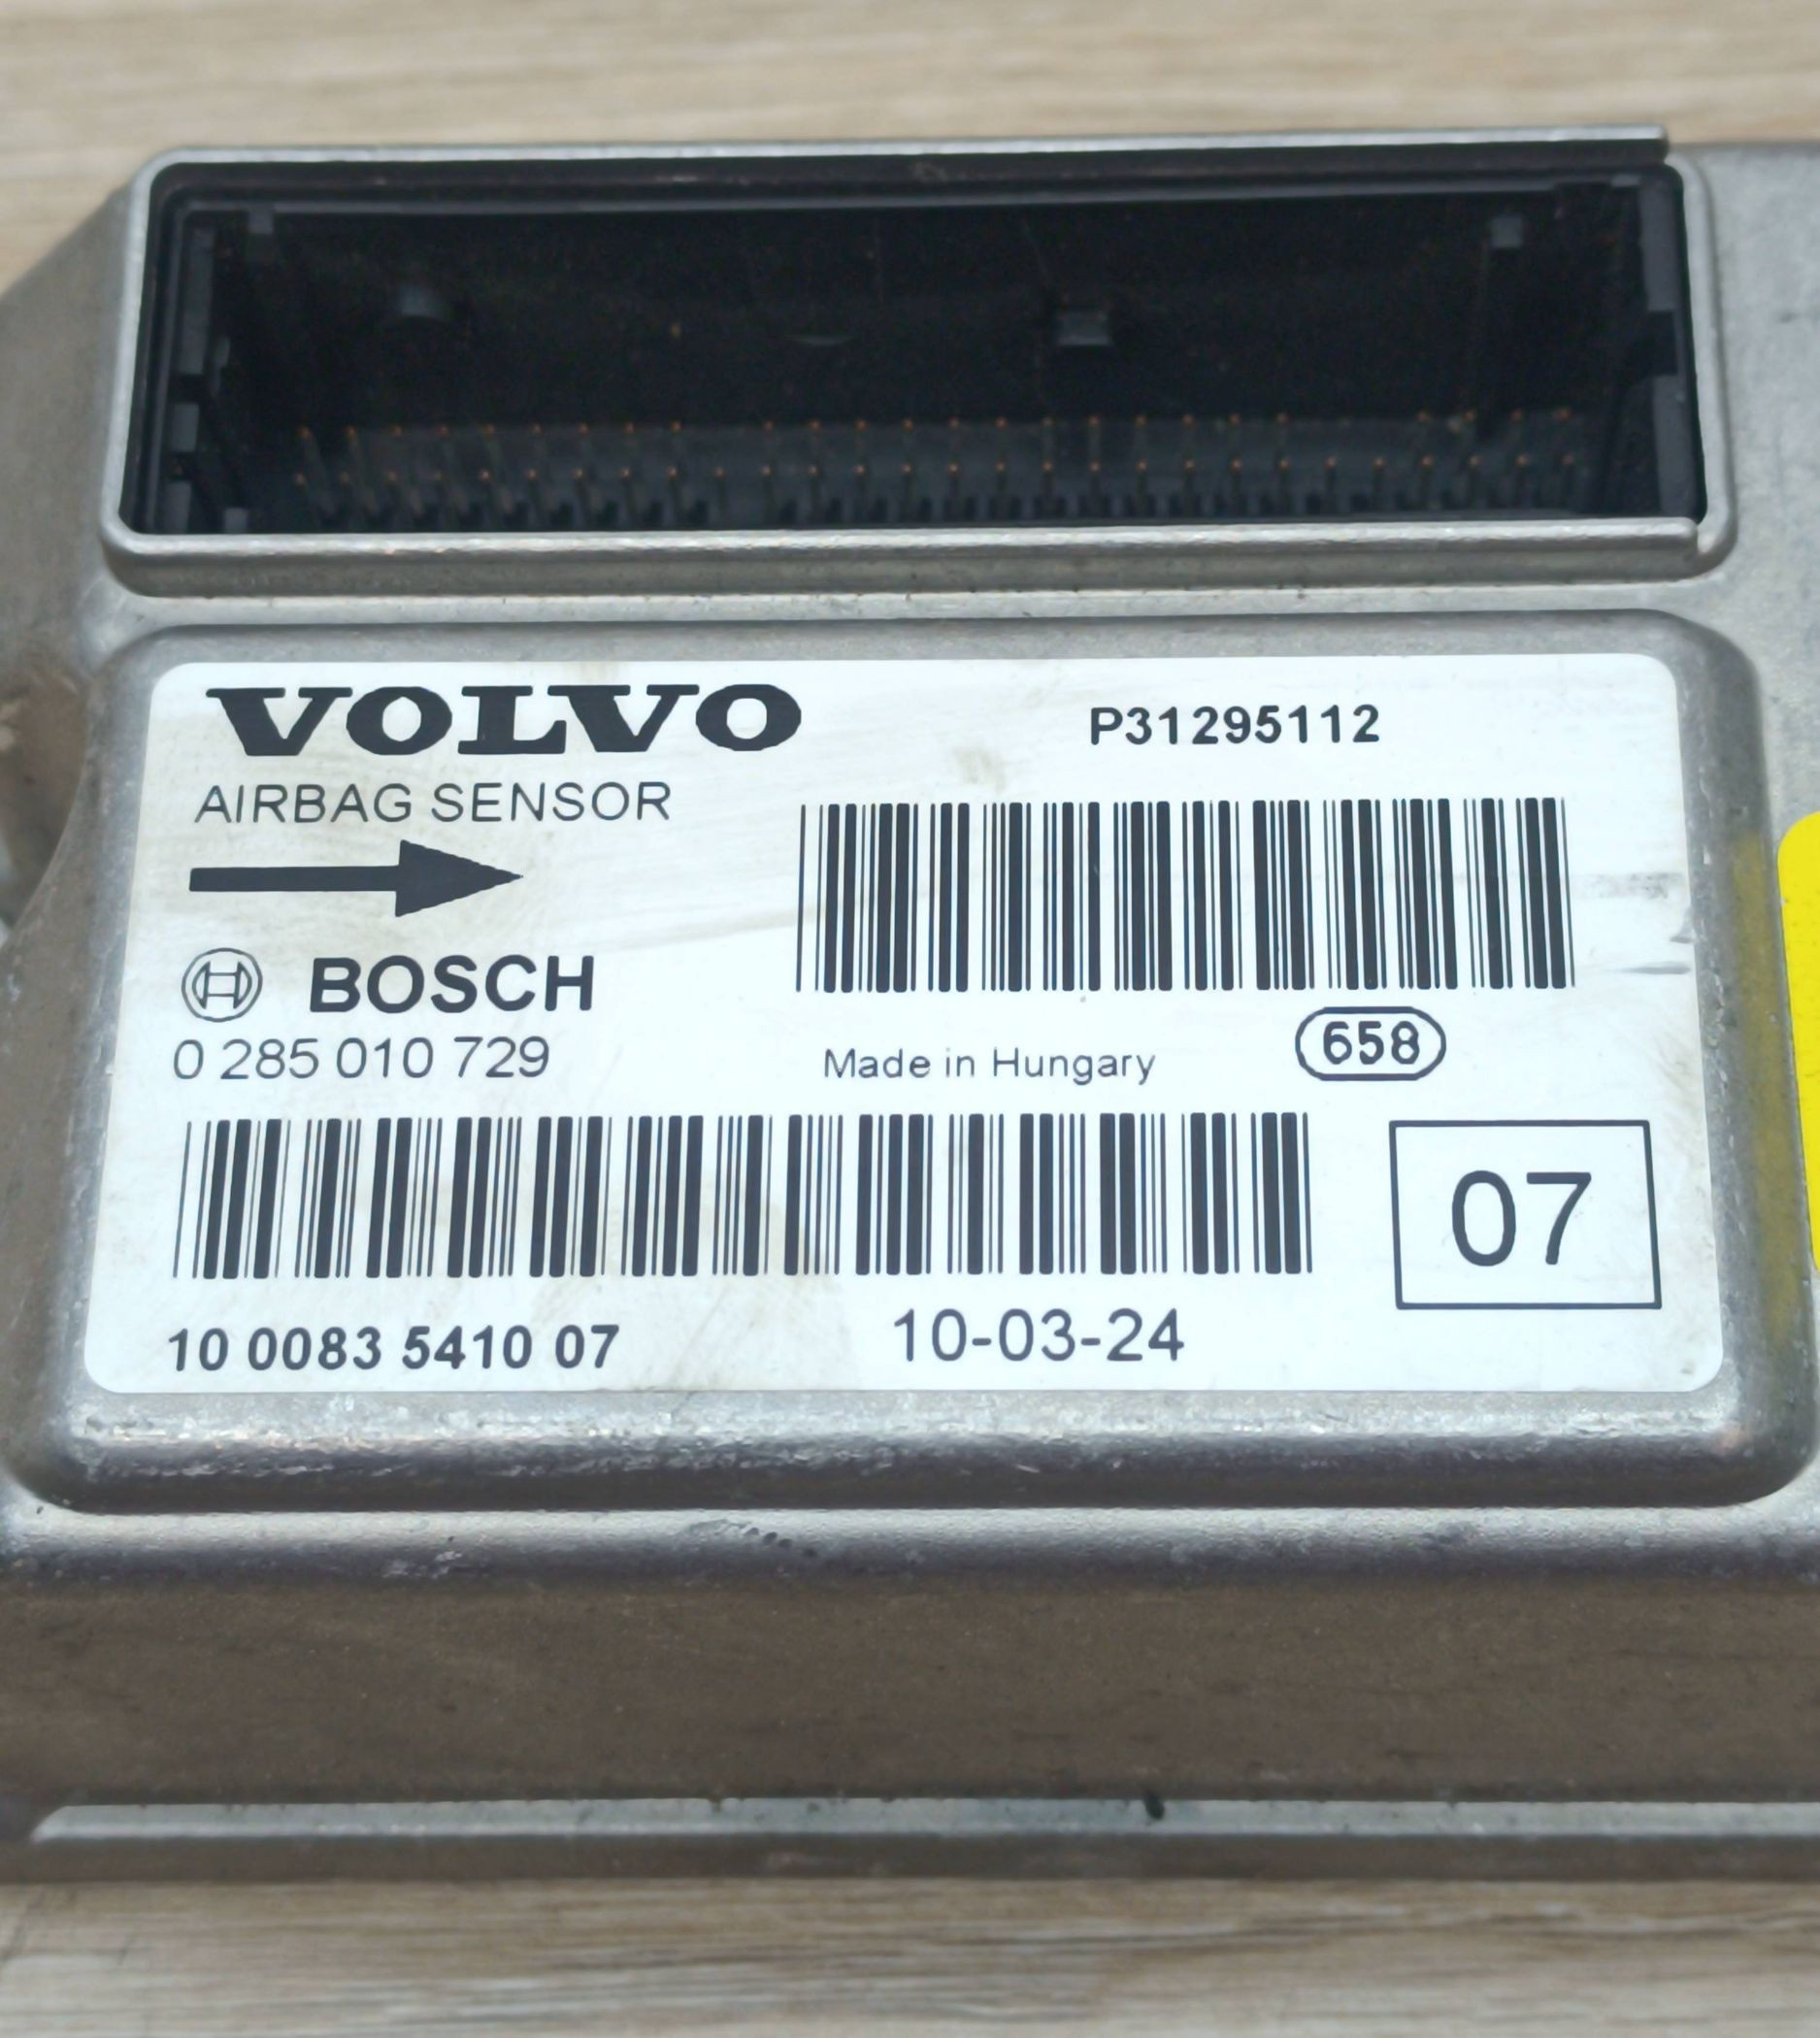 VOLVO
P31295112
AIRBAG SENSOR
BOSCH
0 285 010 729
Made in Hungary
658
07
10 0083 5410 07
10-03-24